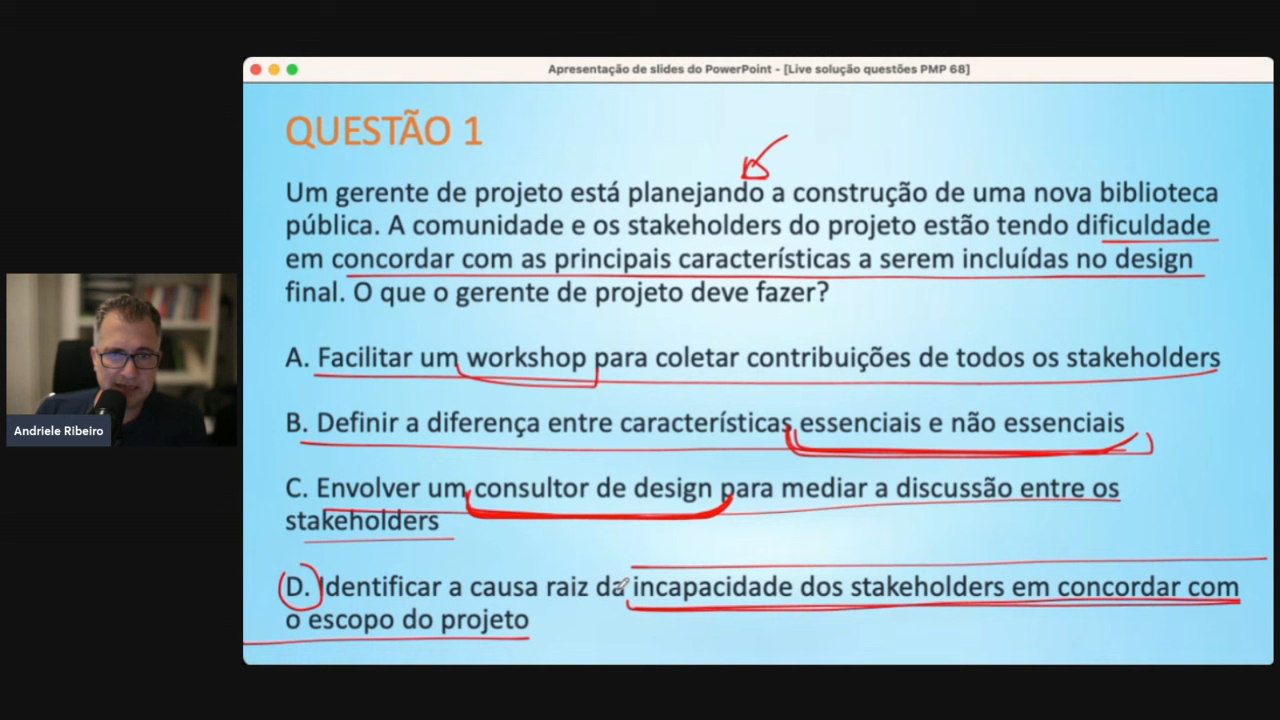 Apresentação de slides do PowerPoint - [Live solução questões PMP 68]
QUESTÃO 1
Um gerente de projeto está planejando a construção de uma nova biblioteca
pública. A comunidade e os stakeholders do projeto estão tendo dificuldade
em concordar com as principais características a serem incluídas no design
final. O que o gerente de projeto deve fazer?
A. Facilitar um workshop para coletar contribuições de todos os stakeholders
B. Definir a diferença entre características essenciais e não essenciais
C. Envolver um consultor de design para mediar a discussão entre os
stakeholders
D. Identificar a causa raiz da incapacidade dos stakeholders em concordar com
o escopo do projeto
Andriele Ribeiro